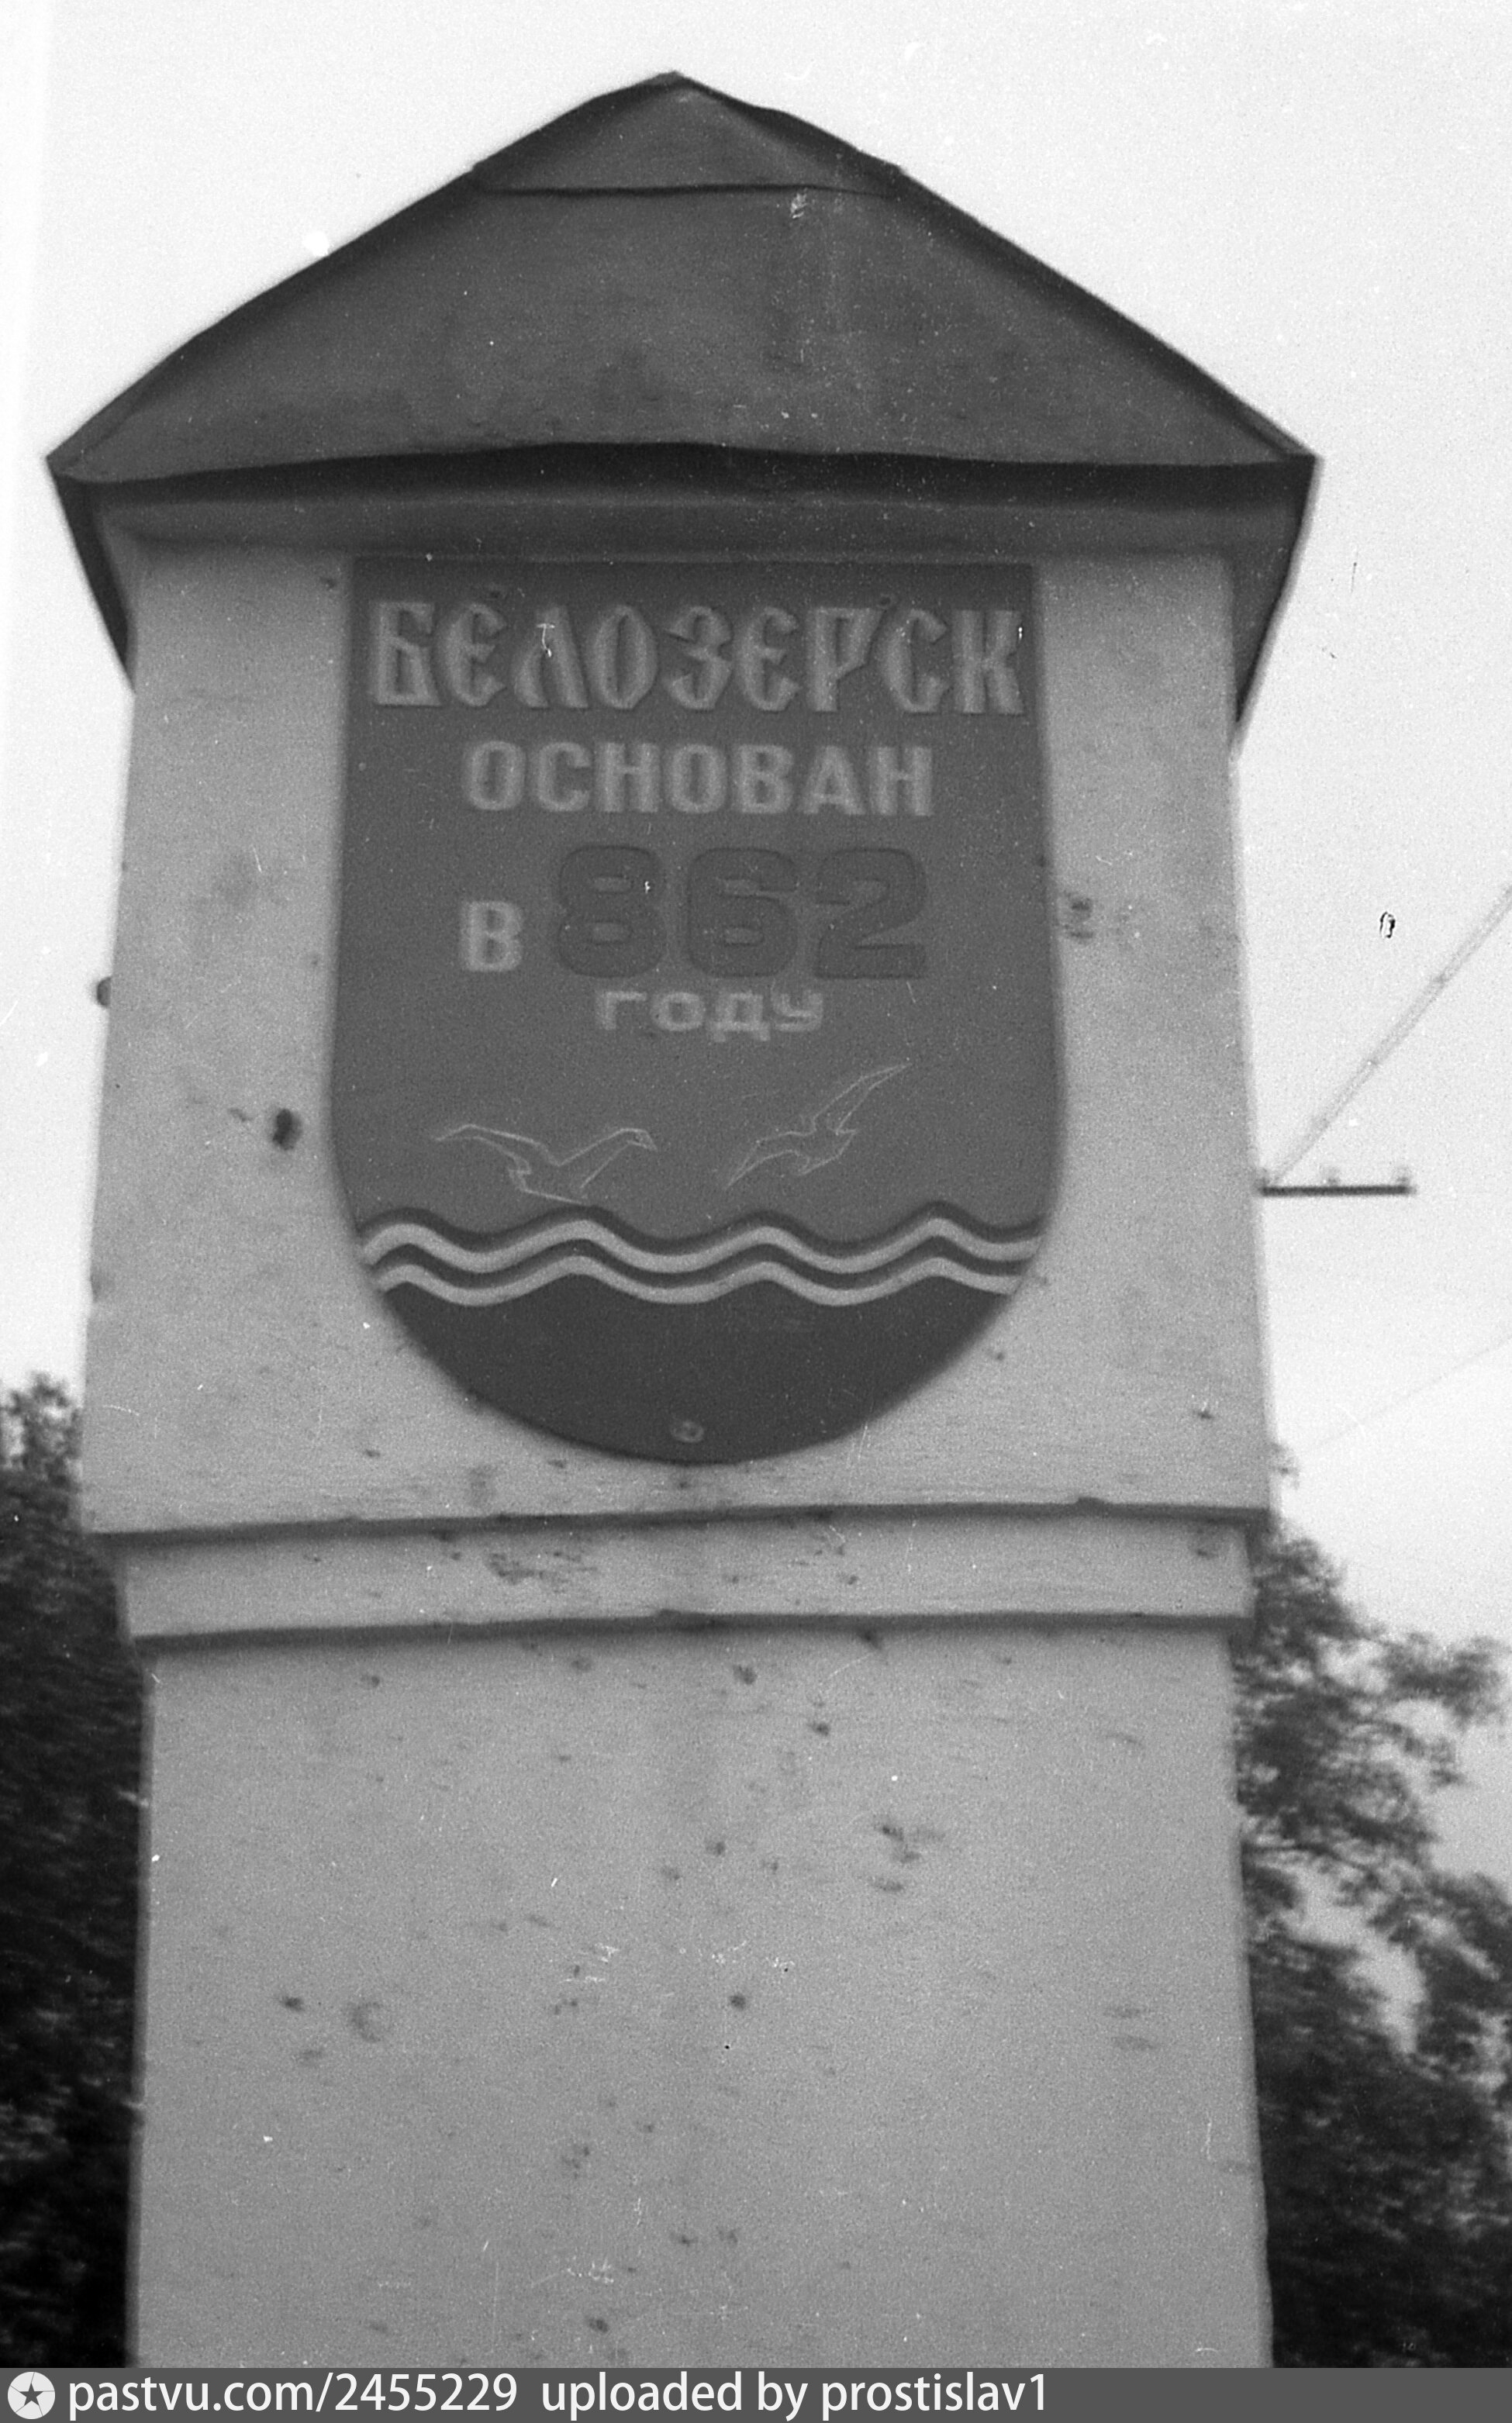 БЕЛОЗЕРСК
ОСНОВАН
В 862
ГОДУ
pastvu.com/2455229 uploaded by prostislav1